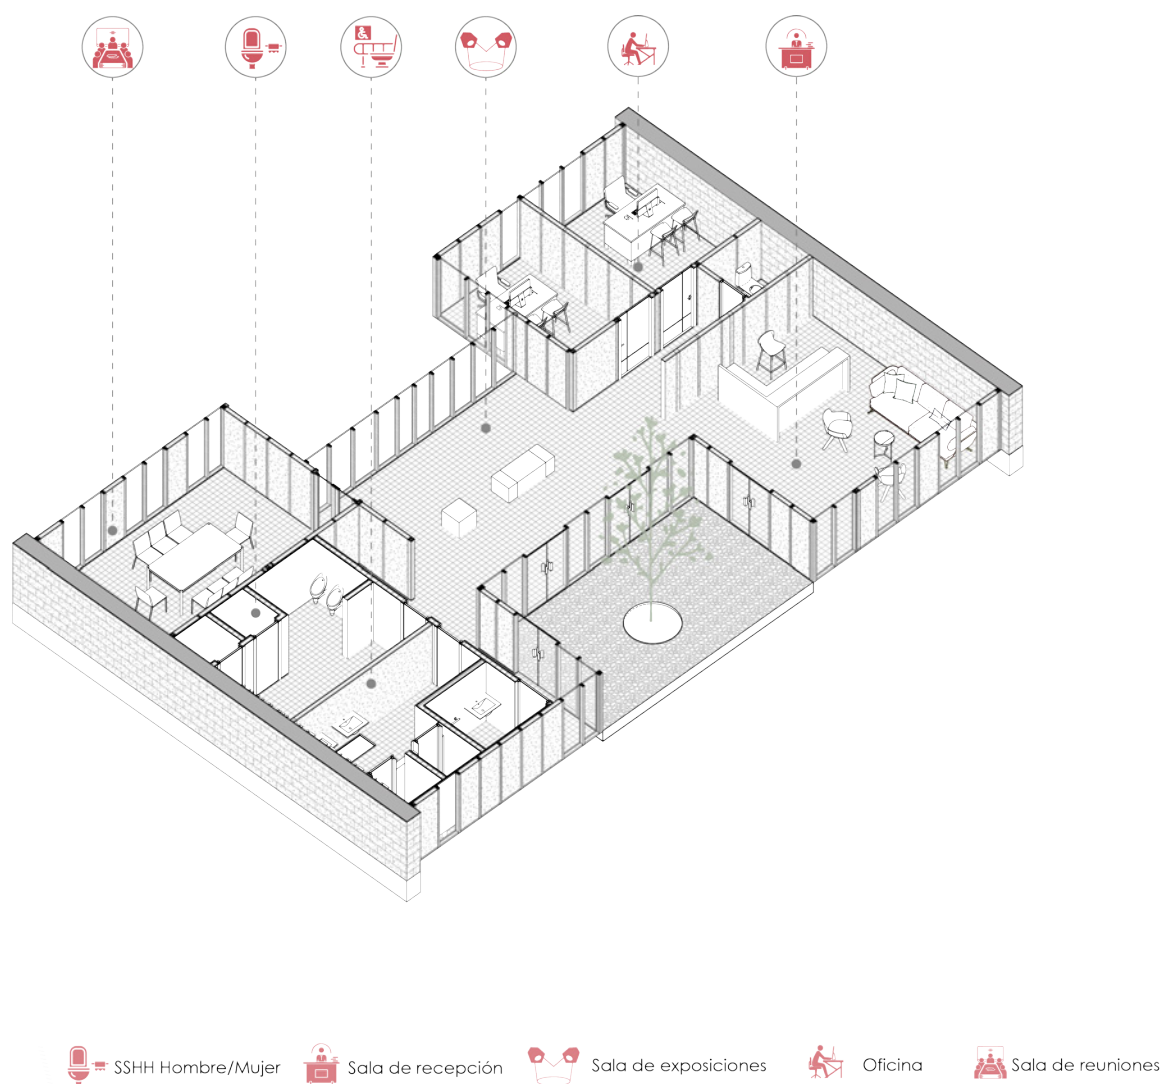 SSHH Hombre/Mujer
Sala de recepción
Sala de exposiciones
Oficina
Sala de reuniones